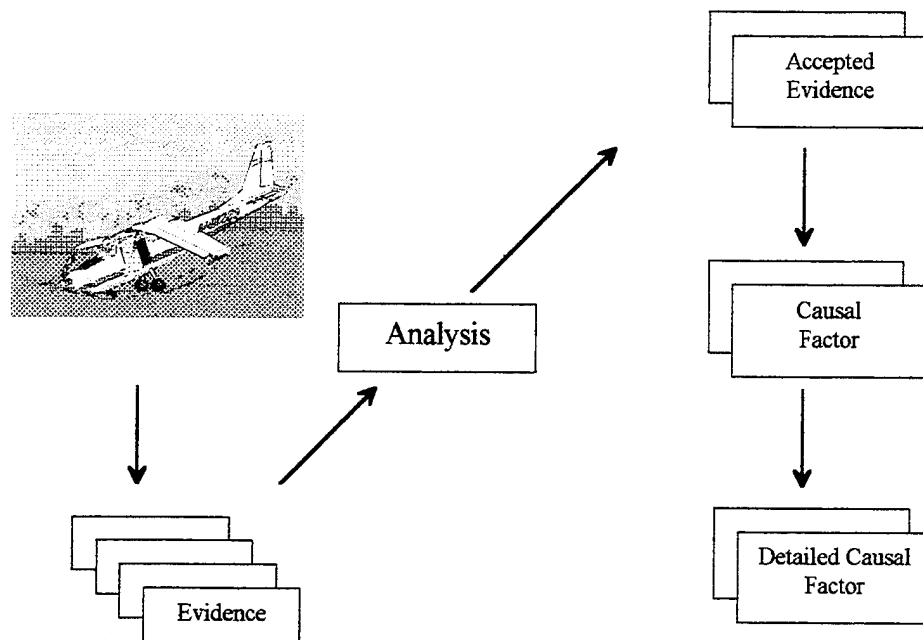 Accepted
Evidence
Analysis
Causal
Factor
Detailed Causal
Factor
Evidence